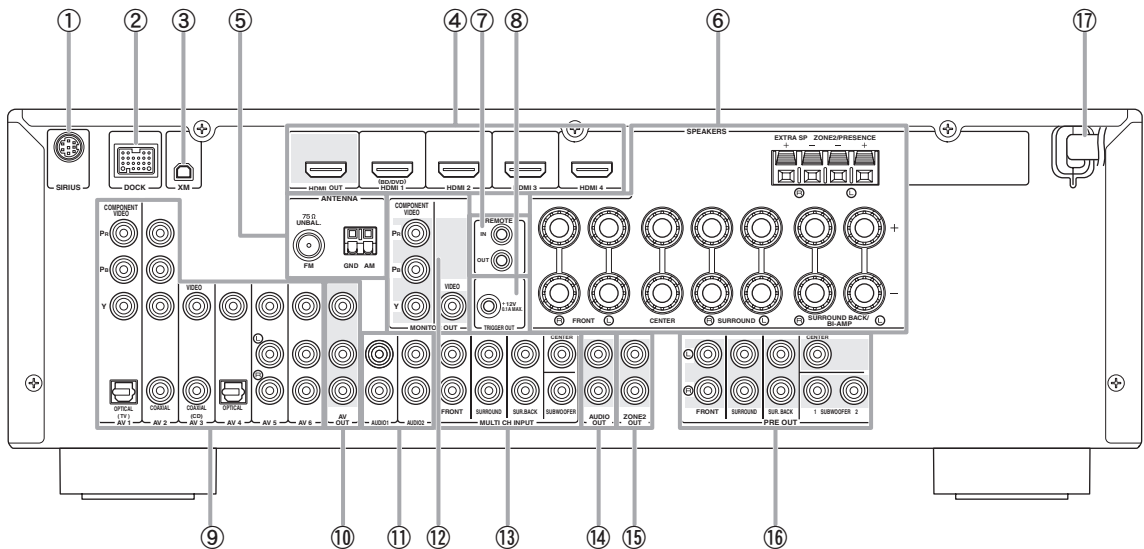 ① ② ③ ⑤ ④ ⑦ ⑧ ⑥ ⑰
SPEAKERS
EXTRA SP ZONE2/PRESENCE
+ − − +
SIRIUS
DOCK
XM
HDMI OUT
(BD/DVD)
HDMI 1
HDMI 2
HDMI 3
HDMI 4
R L
ANTENNA
75Ω
UNBAL.
FM
GND AM
COMPONENT
VIDEO
PR
PB
Y
VIDEO
COMPONENT
VIDEO
PR
PB
Y
VIDEO
MONITOR OUT
REMOTE
IN
OUT
+12V
0.1A MAX.
TRIGGER OUT
+
−
R FRONT L
CENTER
R SURROUND L
R SURROUND BACK/ L
BI-AMP
L
R
OPTICAL
(TV)
AV 1
COAXIAL
AV 2
COAXIAL
(CD)
AV 3
OPTICAL
AV 4
AV 5
AV 6
AV
OUT
AUDIO1
AUDIO2
FRONT
SURROUND
SUR.BACK
CENTER
SUBWOOFER
MULTI CH INPUT
AUDIO
OUT
ZONE2
OUT
L
R
FRONT
SURROUND
SUR. BACK
CENTER
1 SUBWOOFER 2
PRE OUT
⑨ ⑩ ⑪ ⑫ ⑬ ⑭ ⑮ ⑯